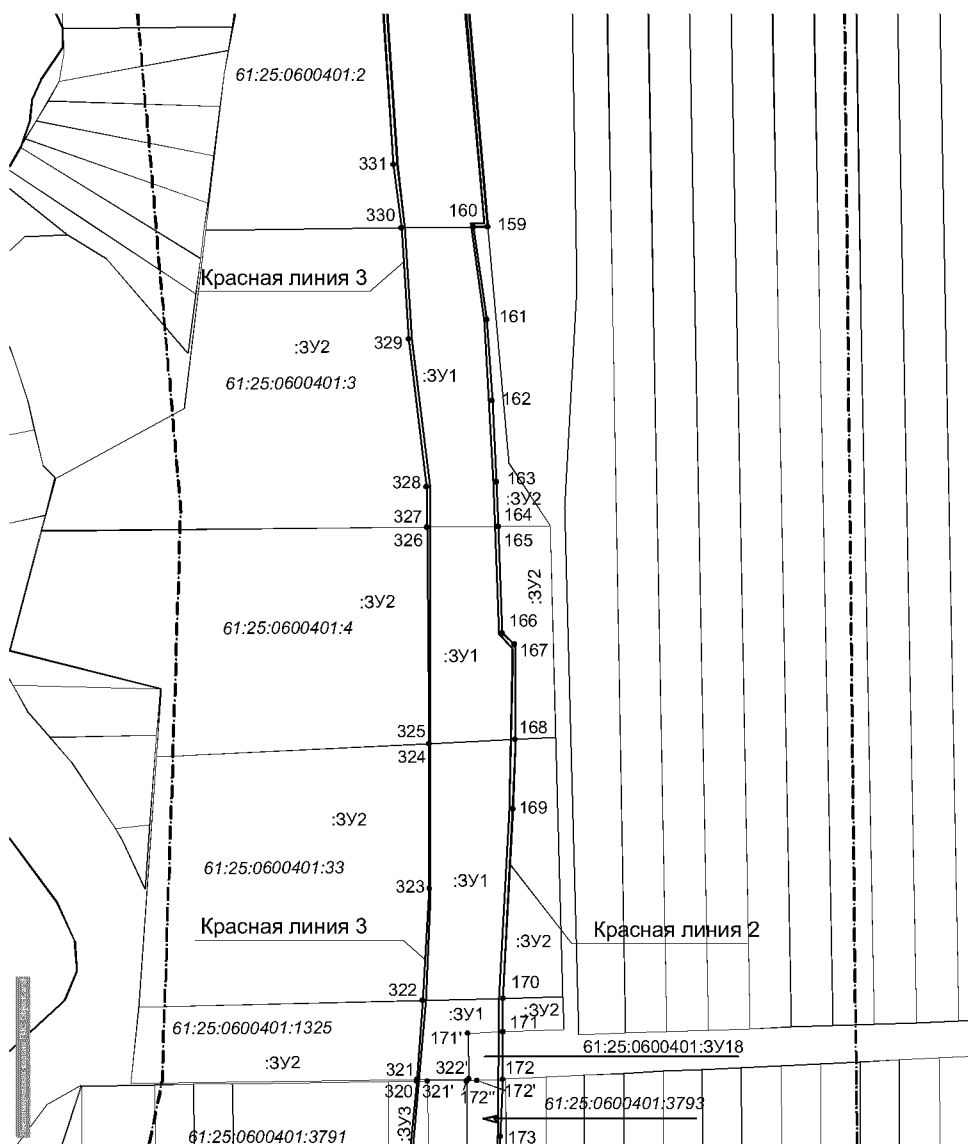 61:25:0600401:2
331
330
160
159
Красная линия 3
161
329
:ЗУ2
:ЗУ1
61:25:0600401:3
162
163
328
:ЗУ2
327
164
326
165
:ЗУ2
:ЗУ2
61:25:0600401:4
166
167
:ЗУ1
325
168
324
169
:ЗУ2
61:25:0600401:33
:ЗУ1
323
Красная линия 3
Красная линия 2
:ЗУ2
322
170
:ЗУ1
:ЗУ2
61:25:0600401:1325
171'
171
61:25:0600401:ЗУ18
:ЗУ2
321
322'
172
320
321'
172"
172'
61:25:0600401:3793
:ЗУ3
61:25:0600401:3791
173